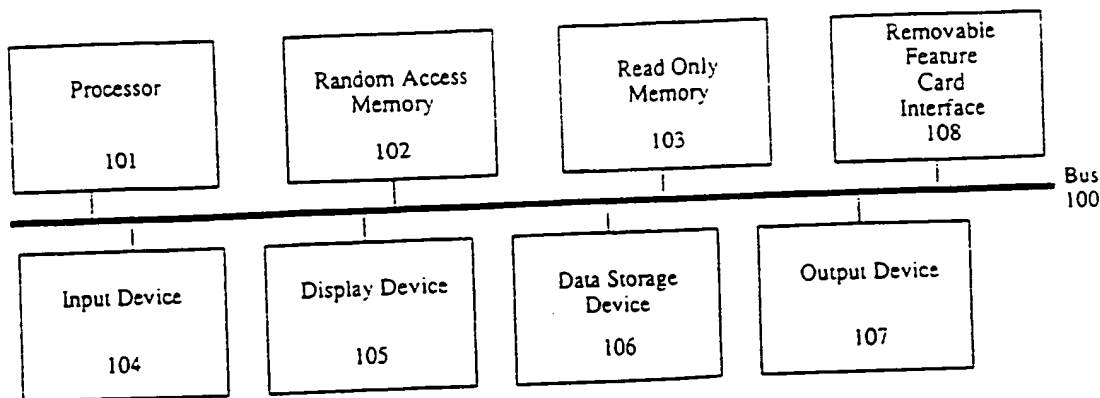 Processor
101
Random Access
Memory
102
Read Only
Memory
103
Removable
Feature
Card
Interface
108
Bus
100
Input Device
104
Display Device
105
Data Storage
Device
106
Output Device
107